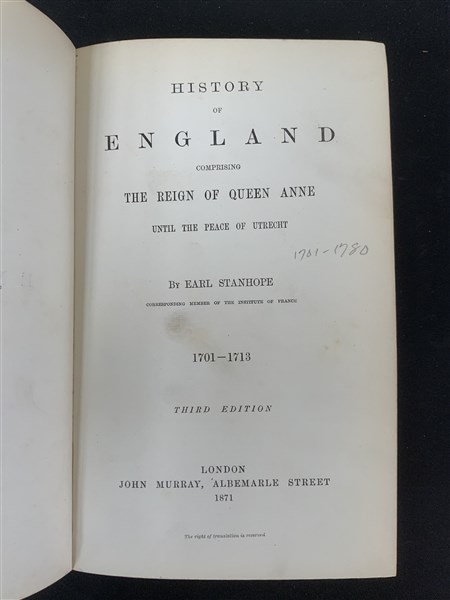 HISTORY
OF
ENGLAND
COMPRISING
THE REIGN OF QUEEN ANNE
UNTIL THE PEACE OF UTRECHT
1701-1780
By EARL STANHOPE
CORRESPONDING MEMBER OF THE INSTITUTE OF FRANCE
1701—1713
THIRD EDITION
LONDON
JOHN MURRAY, ALBEMARLE STREET
1871
The right of translation is reserved